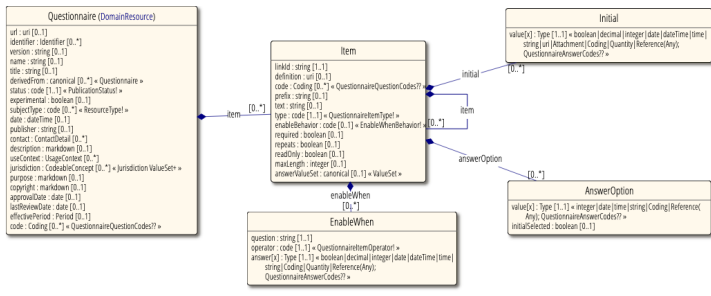 Questionnaire (DomainResource)
url : uri [0..1]
identifier : Identifier [0..*]
version : string [0..1]
name : string [0..1]
title : string [0..1]
derivedFrom : canonical [0..*] « Questionnaire »
status : code [1..1] « PublicationStatus! »
experimental : boolean [0..1]
subjectType : code [0..*] « ResourceType! »
date : dateTime [0..1]
publisher : string [0..1]
contact : ContactDetail [0..*]
description : markdown [0..1]
useContext : UsageContext [0..*]
jurisdiction : CodeableConcept [0..*] « Jurisdiction ValueSet+ »
purpose : markdown [0..1]
copyright : markdown [0..1]
approvalDate : date [0..1]
lastReviewDate : date [0..1]
effectivePeriod : Period [0..1]
code : Coding [0..*] « QuestionnaireQuestionCodes?? »
item
[0..*]
Item
linkId : string [1..1]
definition : uri [0..1]
code : Coding [0..*] « QuestionnaireQuestionCodes?? »
prefix : string [0..1]
text : string [0..1]
type : code [1..1] « QuestionnaireItemType! »
enableBehavior : code [0..1] « EnableWhenBehavior! »
required : boolean [0..1]
repeats : boolean [0..1]
readOnly : boolean [0..1]
maxLength : integer [0..1]
answerValueSet : canonical [0..1] « ValueSet »
initial
[0..*]
Initial
value[x] : Type [1..1] « boolean|decimal|integer|date|dateTime|time|
string|uri|Attachment|Coding|Quantity|Reference(Any);
QuestionnaireAnswerCodes?? »
[0..*]
item
answerOption
[0..*]
AnswerOption
value[x] : Type [1..1] « integer|date|time|string|Coding|Reference(
Any); QuestionnaireAnswerCodes?? »
initialSelected : boolean [0..1]
enableWhen
[0..*]
EnableWhen
question : string [1..1]
operator : code [1..1] « QuestionnaireItemOperator! »
answer[x] : Type [1..1] « boolean|decimal|integer|date|dateTime|time|
string|Coding|Quantity|Reference(Any);
QuestionnaireAnswerCodes?? »